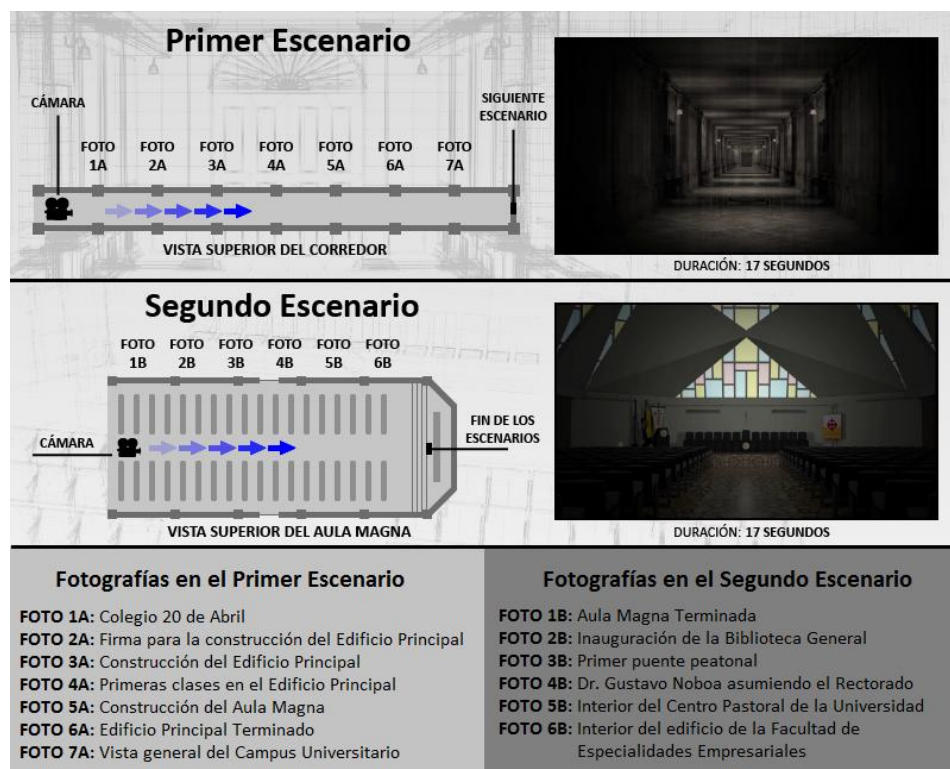 Primer Escenario
CÁMARA
SIGUIENTE
ESCENARIO
FOTO FOTO FOTO FOTO FOTO FOTO FOTO
1A 2A 3A 4A 5A 6A 7A
VISTA SUPERIOR DEL CORREDOR
DURACIÓN: 17 SEGUNDOS
Segundo Escenario
FOTO FOTO FOTO FOTO FOTO FOTO
1B 2B 3B 4B 5B 6B
CÁMARA
FIN DE LOS
ESCENARIOS
VISTA SUPERIOR DEL AULA MAGNA
DURACIÓN: 17 SEGUNDOS
Fotografías en el Primer Escenario
FOTO 1A: Colegio 20 de Abril
FOTO 2A: Firma para la construcción del Edificio Principal
FOTO 3A: Construcción del Edificio Principal
FOTO 4A: Primeras clases en el Edificio Principal
FOTO 5A: Construcción del Aula Magna
FOTO 6A: Edificio Principal Terminado
FOTO 7A: Vista general del Campus Universitario
Fotografías en el Segundo Escenario
FOTO 1B: Aula Magna Terminada
FOTO 2B: Inauguración de la Biblioteca General
FOTO 3B: Primer puente peatonal
FOTO 4B: Dr. Gustavo Noboa asumiendo el Rectorado
FOTO 5B: Interior del Centro Pastoral de la Universidad
FOTO 6B: Interior del edificio de la Facultad de
Especialidades Empresariales